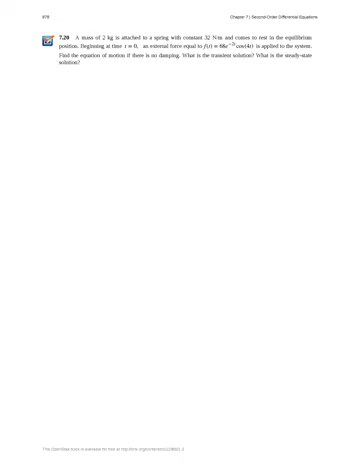 678 Chapter 7 | Second-Order Differential Equations
7.20 A mass of 2 kg is attached to a spring with constant 32 N/m and comes to rest in the equilibrium
position. Beginning at time t = 0, an external force equal to f(t) = 68e^{−2t} cos(4t) is applied to the system.
Find the equation of motion if there is no damping. What is the transient solution? What is the steady-state
solution?
This OpenStax book is available for free at http://cnx.org/content/